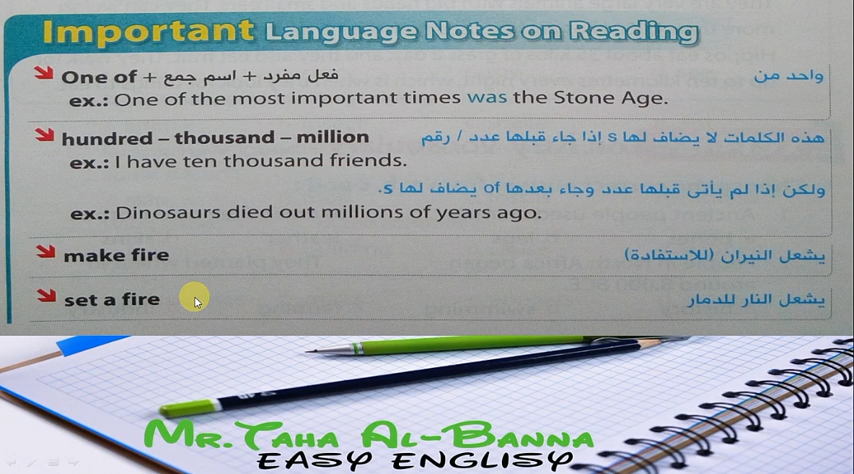 Important Language Notes on Reading
One of + اسم جمع + فعل مفرد واحد من
ex.: One of the most important times was the Stone Age.
hundred – thousand – million هذه الكلمات لا يضاف لها s إذا جاء قبلها عدد / رقم
ex.: I have ten thousand friends.
ولكن إذا لم يأتى قبلها عدد وجاء بعدها of يضاف لها s.
ex.: Dinosaurs died out millions of years ago.
make fire يشعل النيران (للاستفادة)
set a fire يشعل النار للدمار
Mr.Taha Al-Banna
EASY ENGLISY